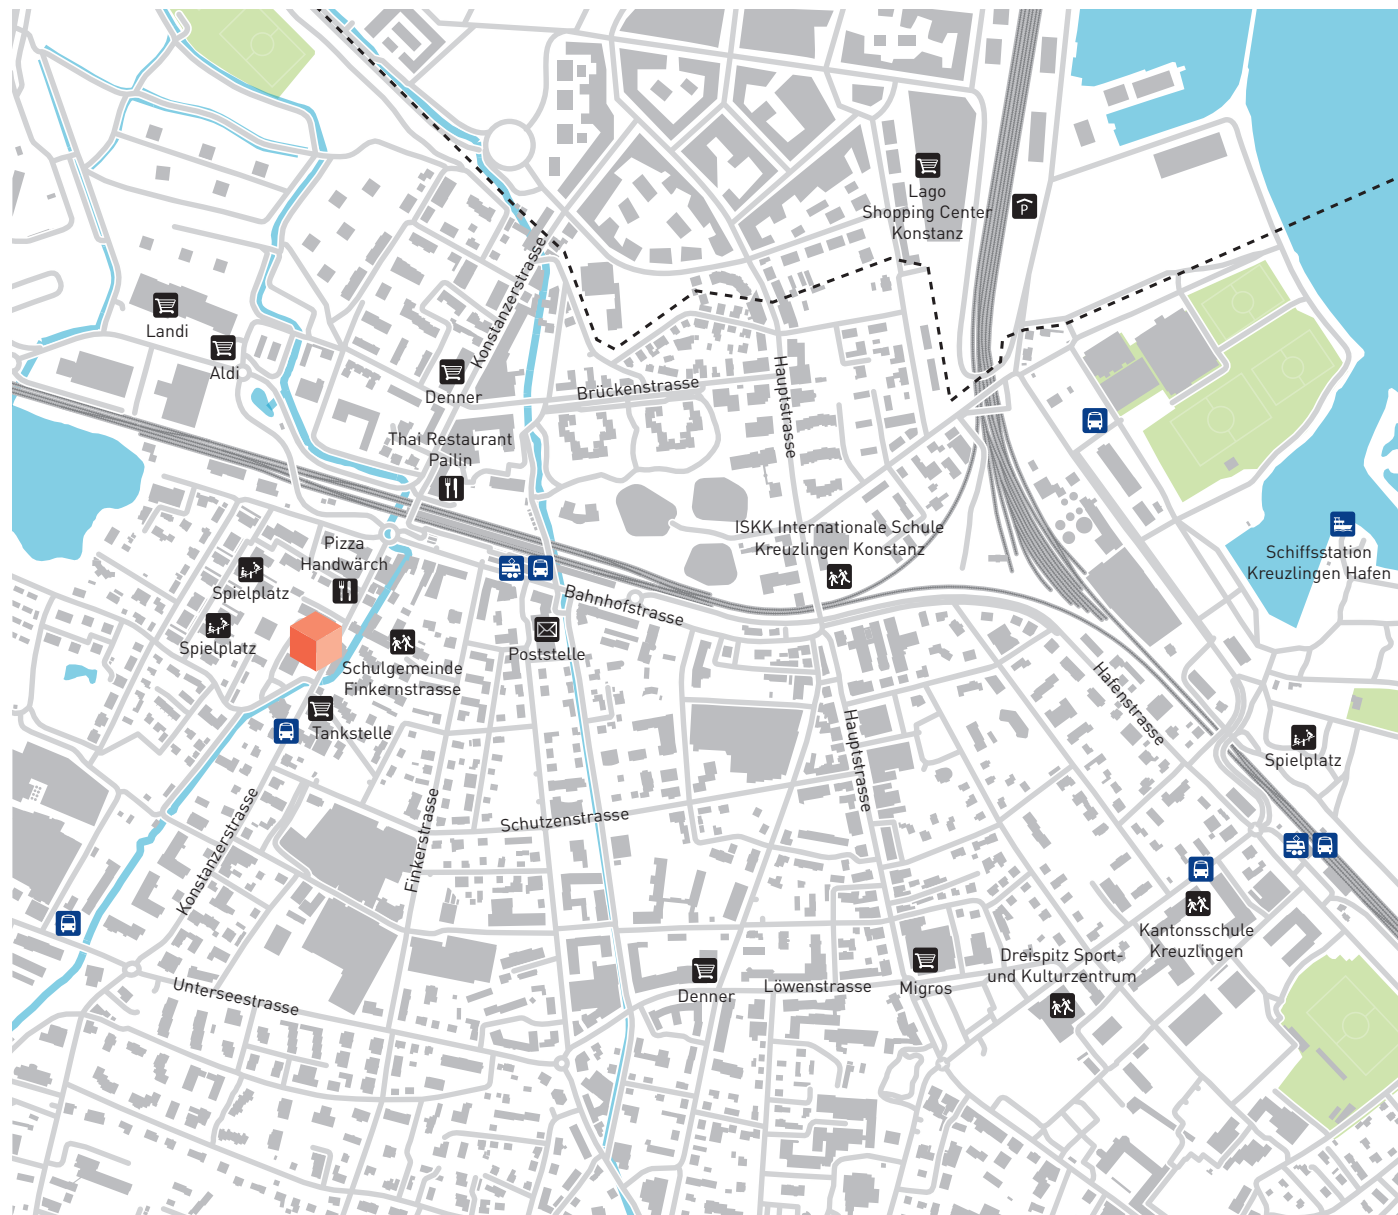 Lago
Shopping Center
Konstanz
P
Konstanzerstrasse
Landi
Aldi
Denner
Brückenstrasse
Hauptstrasse
Thai Restaurant
Pailin
ISKK Internationale Schule
Kreuzlingen Konstanz
Schiffsstation
Kreuzlingen Hafen
Pizza
Handwärch
Spielplatz
Bahnhofstrasse
Spielplatz
Poststelle
Schulgemeinde
Finkernstrasse
Hafenstrasse
Tankstelle
Hauptstrasse
Spielplatz
Konstanzerstrasse
Finkerstrasse
Schutzenstrasse
Kantonsschule
Kreuzlingen
Dreispitz Sport-
und Kulturzentrum
Denner
Löwenstrasse
Migros
Unterseestrasse